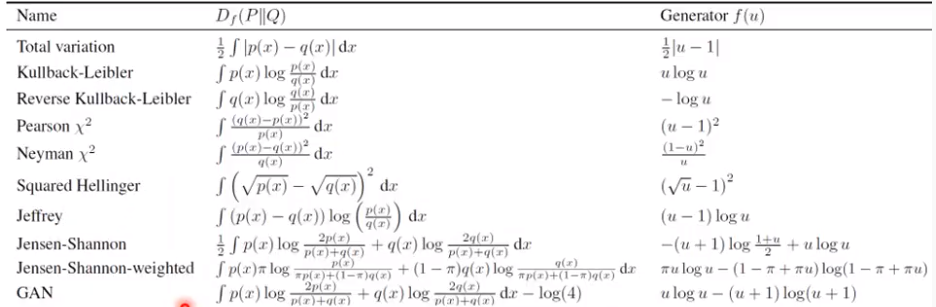 Name D_f(P‖Q) Generator f(u)
Total variation ½ ∫ |p(x) − q(x)| dx ½|u − 1|
Kullback-Leibler ∫ p(x) log p(x)/q(x) dx u log u
Reverse Kullback-Leibler ∫ q(x) log q(x)/p(x) dx − log u
Pearson χ² ∫ (q(x)−p(x))²/p(x) dx (u − 1)²
Neyman χ² ∫ (p(x)−q(x))²/q(x) dx (1−u)²/u
Squared Hellinger ∫ (√p(x) − √q(x))² dx (√u − 1)²
Jeffrey ∫ (p(x) − q(x)) log (p(x)/q(x)) dx (u − 1) log u
Jensen-Shannon ½ ∫ p(x) log 2p(x)/(p(x)+q(x)) + q(x) log 2q(x)/(p(x)+q(x)) dx −(u + 1) log (1+u)/2 + u log u
Jensen-Shannon-weighted ∫ p(x)π log p(x)/(πp(x)+(1−π)q(x)) + (1 − π)q(x) log q(x)/(πp(x)+(1−π)q(x)) dx πu log u − (1 − π + πu) log(1 − π + πu)
GAN ∫ p(x) log 2p(x)/(p(x)+q(x)) + q(x) log 2q(x)/(p(x)+q(x)) dx − log(4) u log u − (u + 1) log(u + 1)